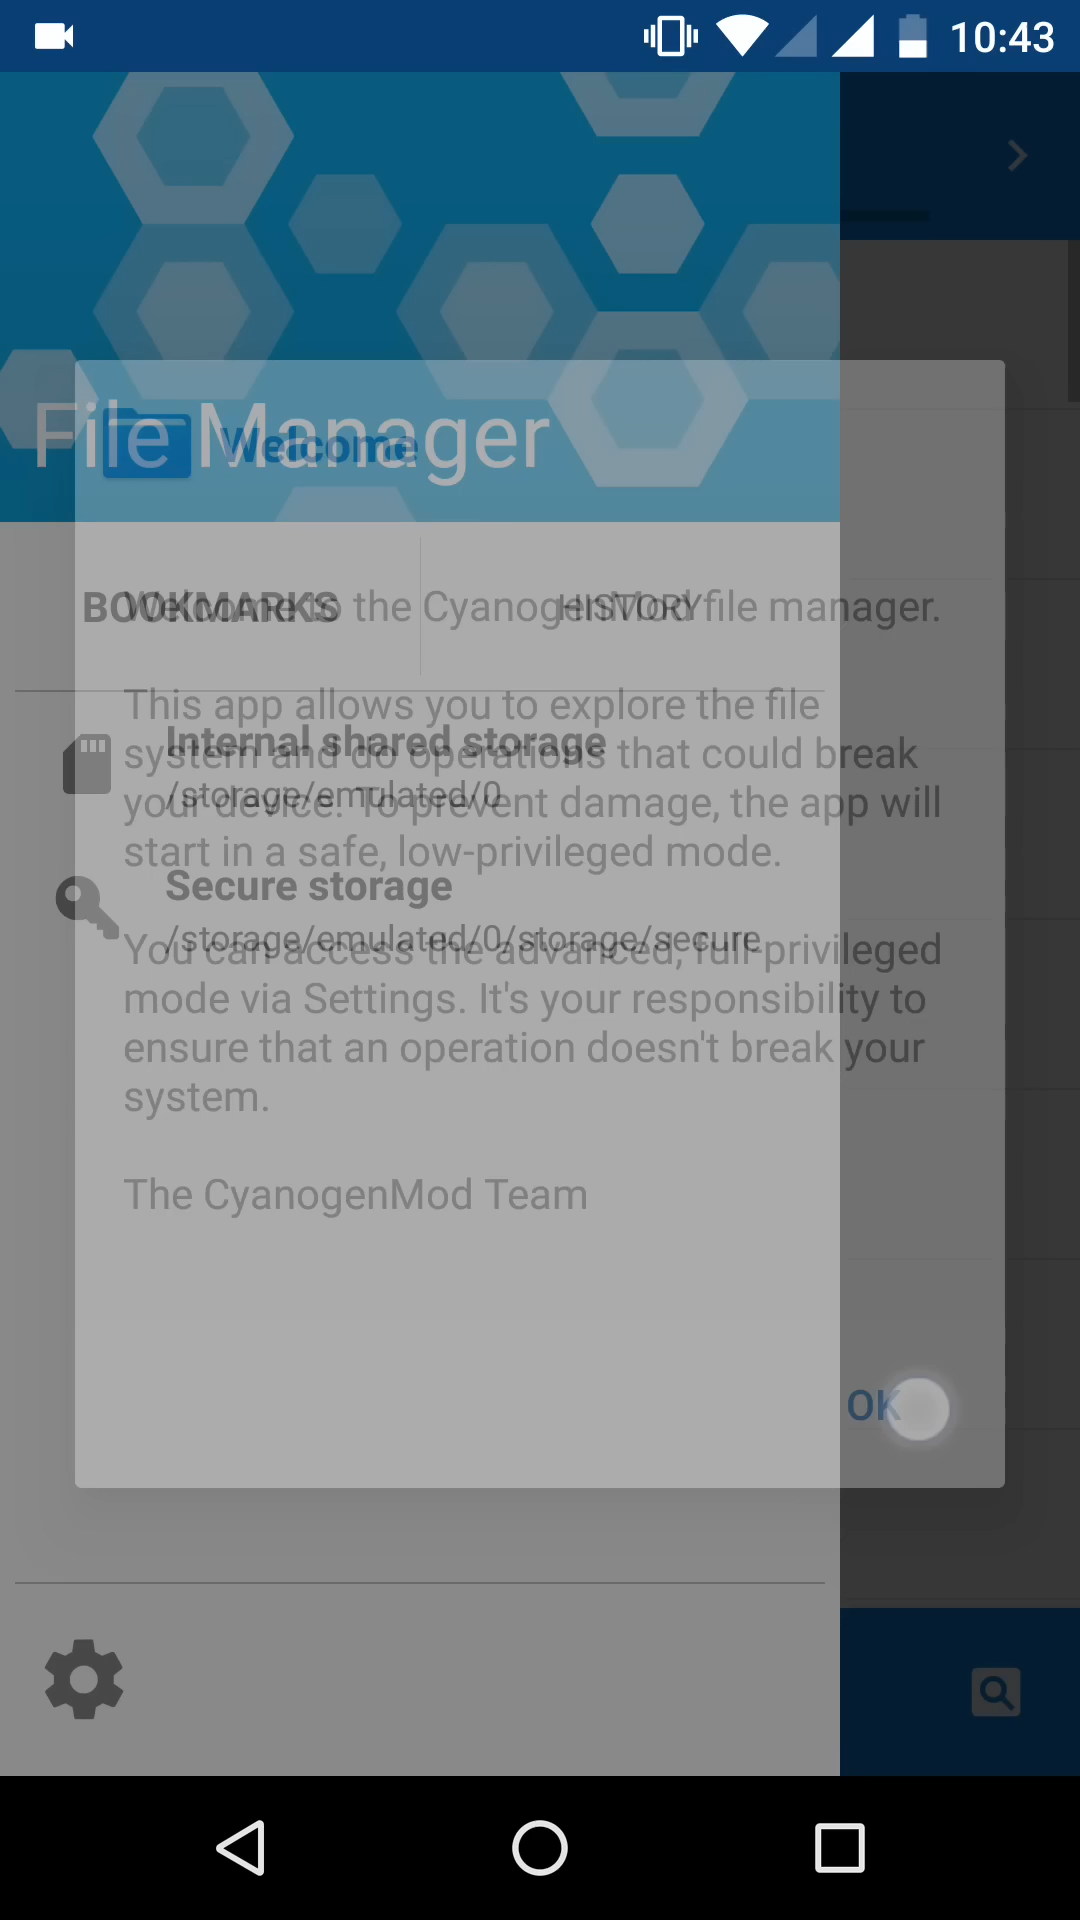 10:43
File Manager
Welcome
BOOKMARKS
HISTORY
Welcome to the CyanogenMod file manager.
This app allows you to explore the file
system and do operations that could break
your device. To prevent damage, the app will
start in a safe, low-privileged mode.
Internal shared storage
/storage/emulated/0
Secure storage
/storage/emulated/0/storage/secure
You can access the advanced, full-privileged
mode via Settings. It's your responsibility to
ensure that an operation doesn't break your
system.
The CyanogenMod Team
OK